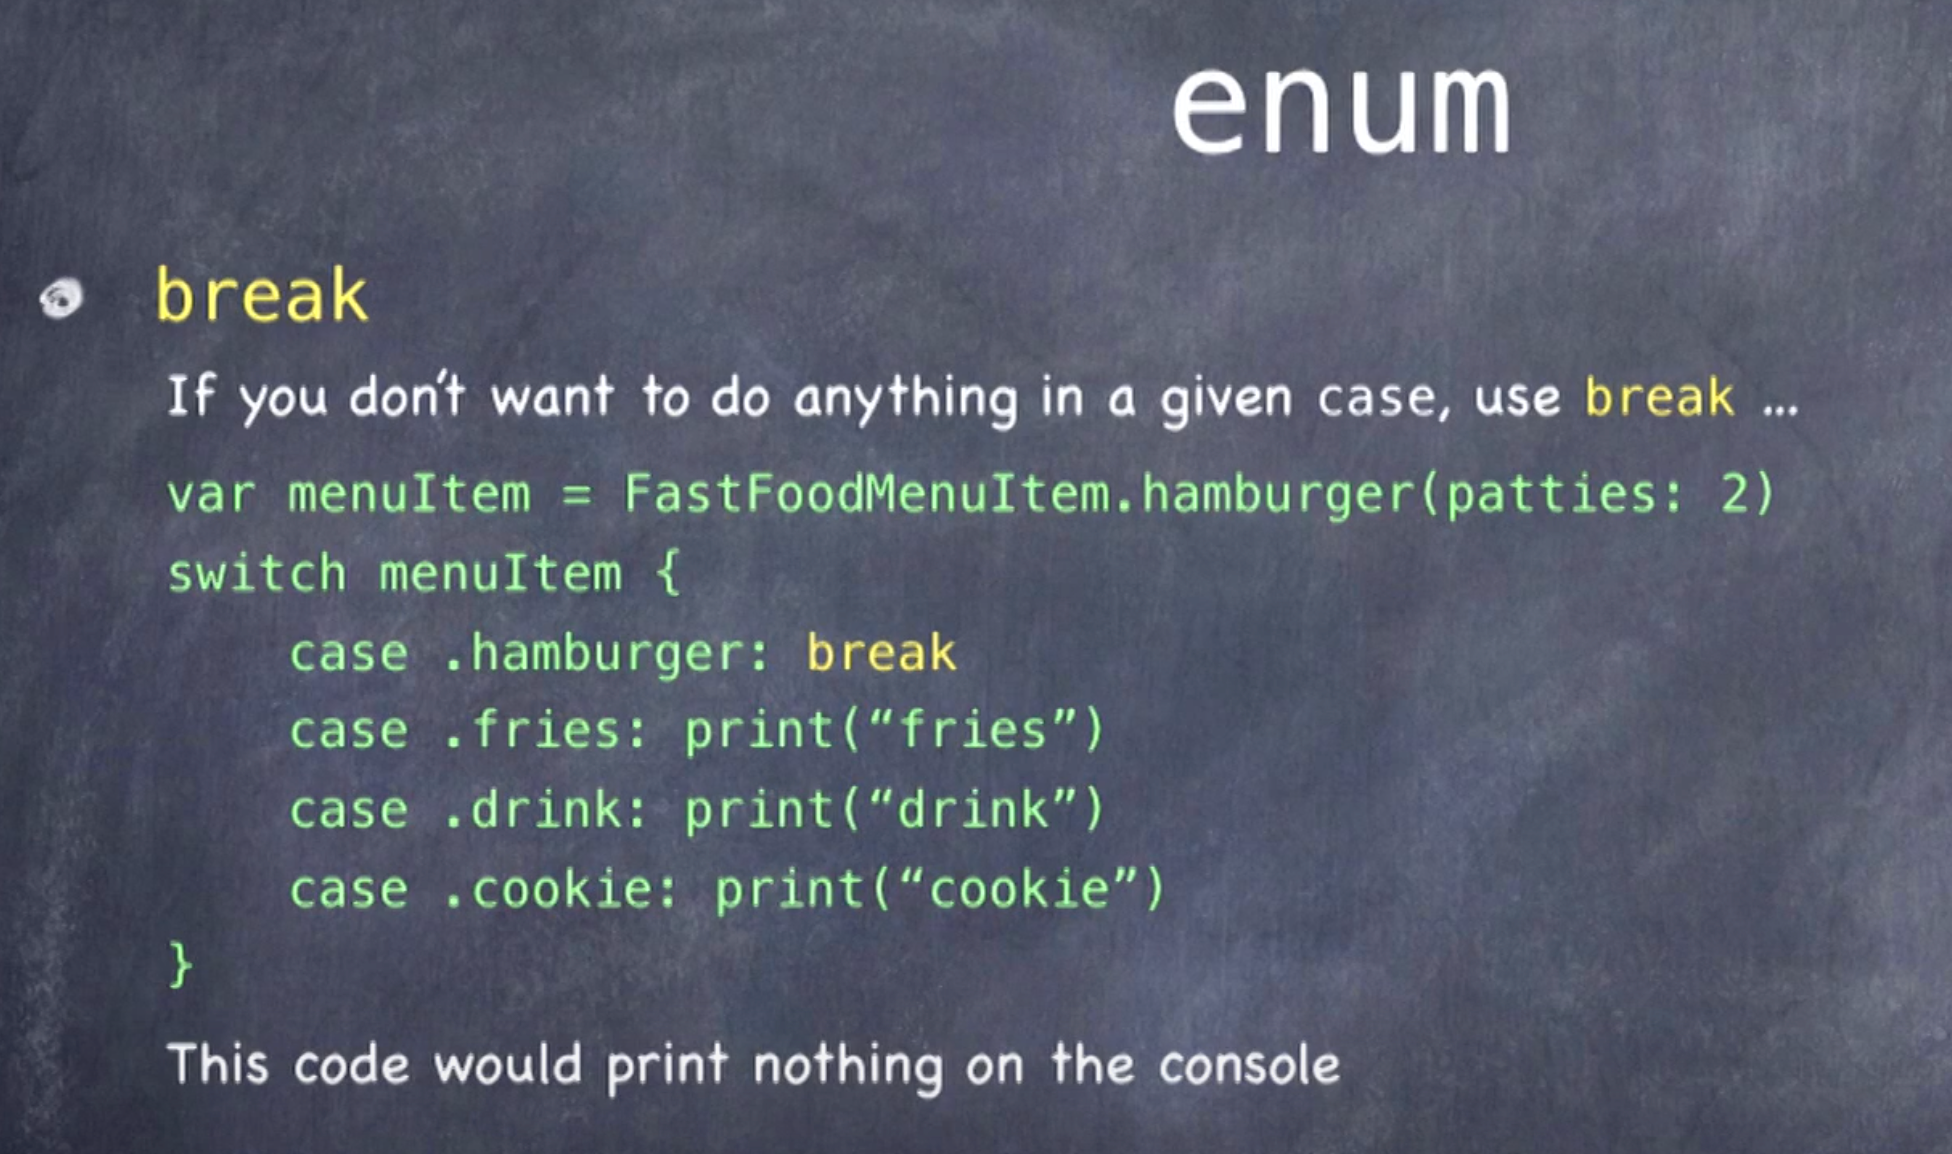 enum
break
If you don't want to do anything in a given case, use break ...
var menuItem = FastFoodMenuItem.hamburger(patties: 2)
switch menuItem {
    case .hamburger: break
    case .fries: print(“fries”)
    case .drink: print(“drink”)
    case .cookie: print(“cookie”)
}
This code would print nothing on the console